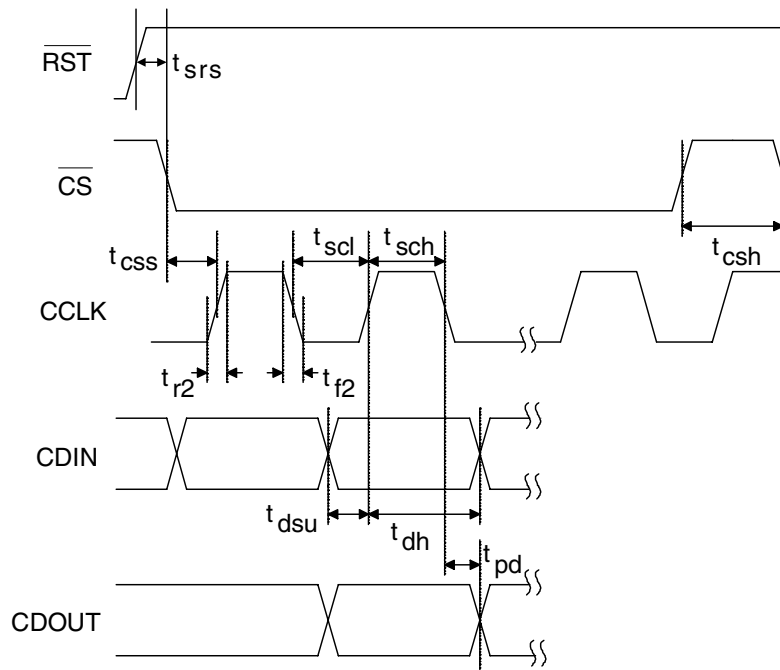 RST
t srs
CS
t css
t scl
t sch
t csh
CCLK
t r2
t f2
CDIN
t dsu
t dh
t pd
CDOUT